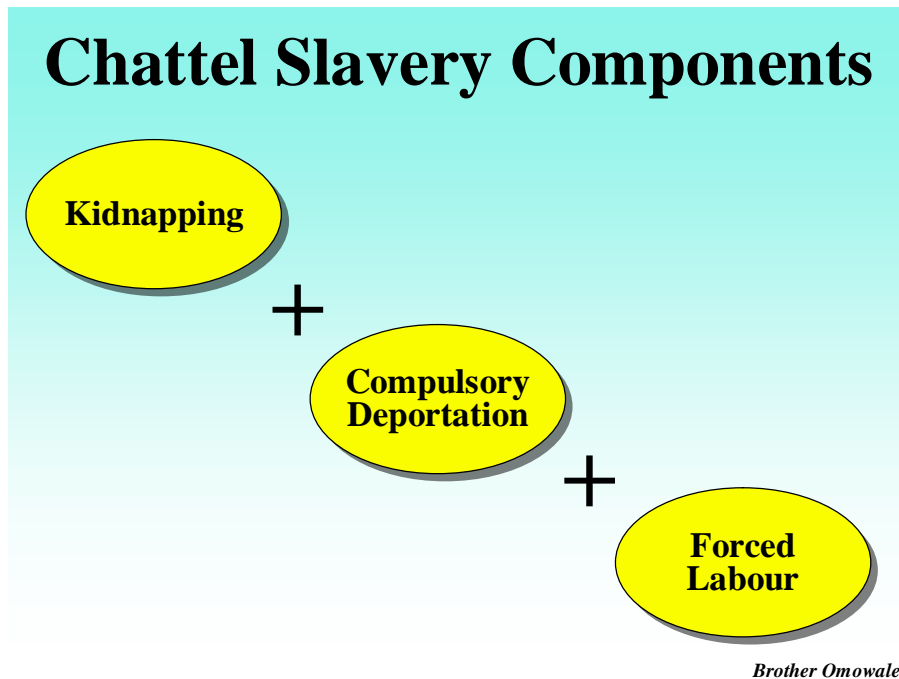 Chattel Slavery Components
Kidnapping
+
Compulsory
Deportation
+
Forced
Labour
Brother Omowale